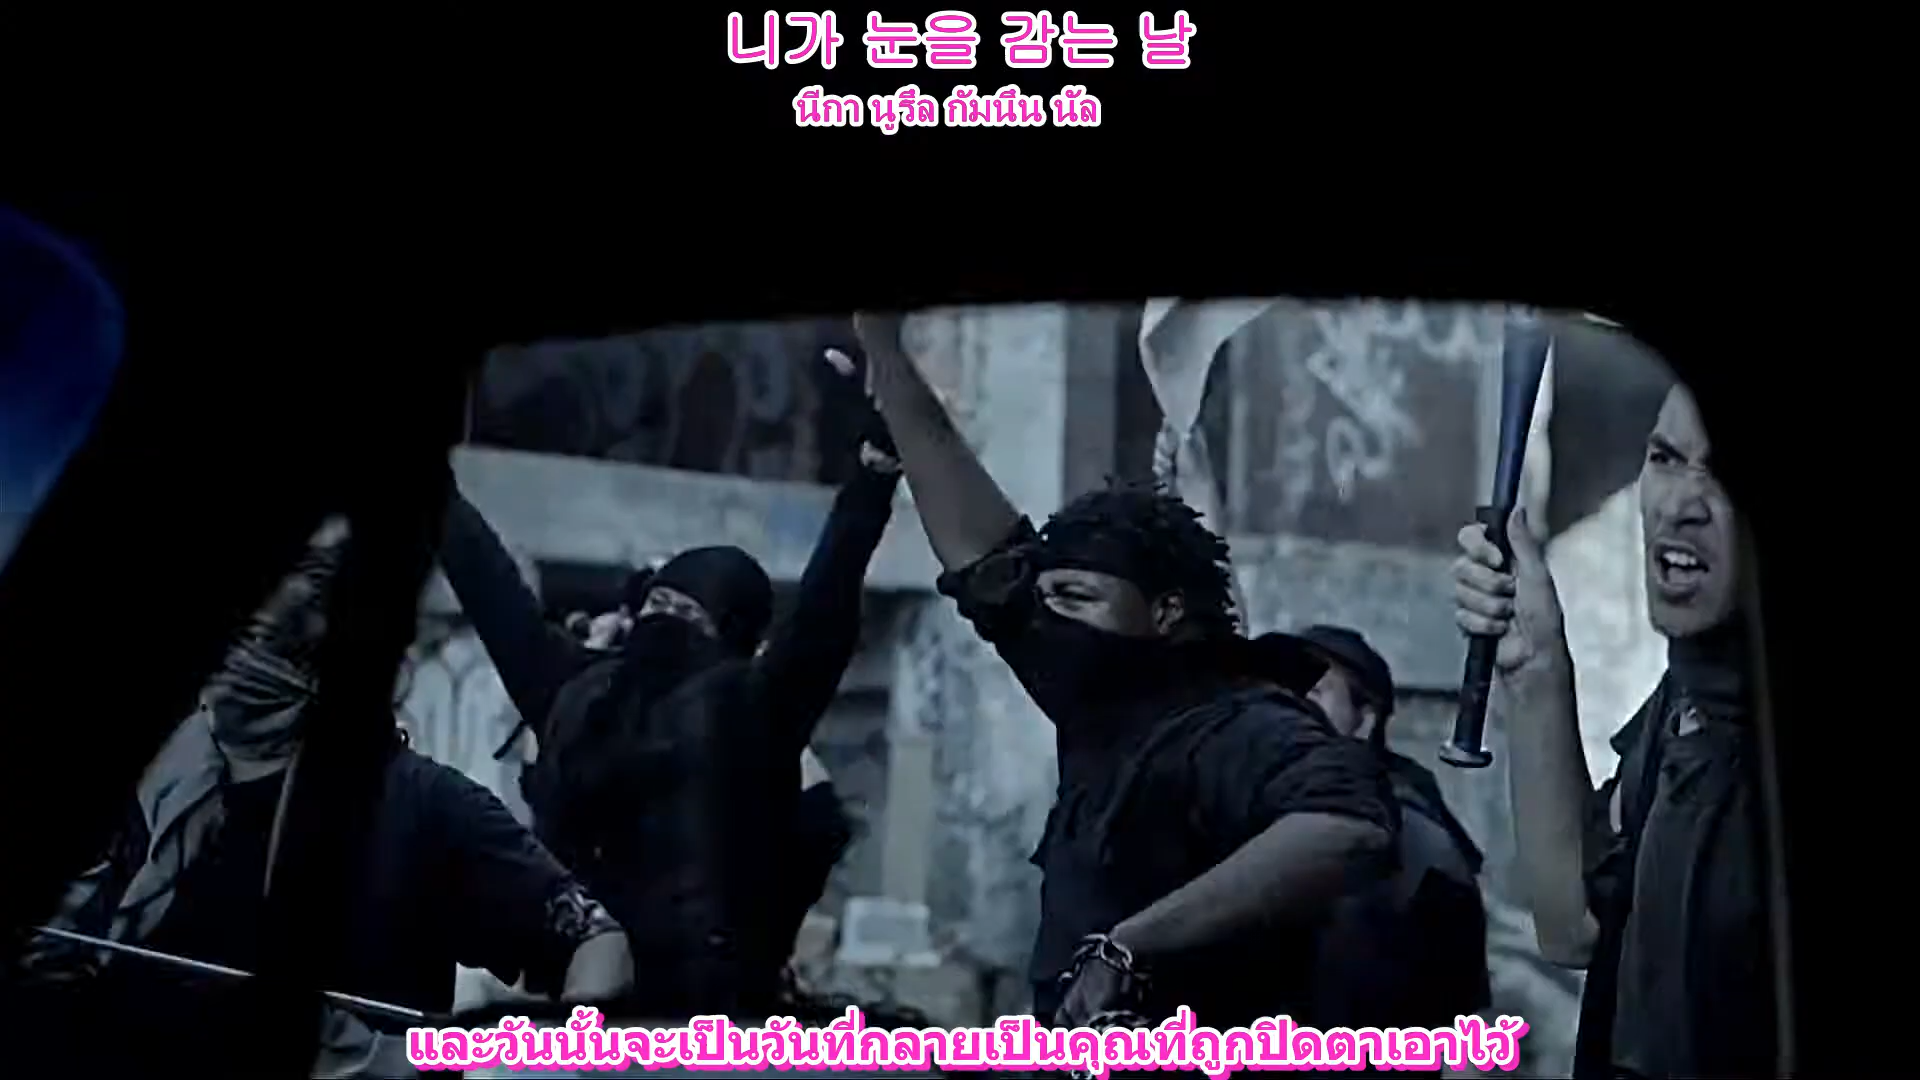 니가 눈을 감는 날
นีกา นูรึล กัมนึน นัล
และวันนั้นจะเป็นวันที่กลายเป็นคุณที่ถูกปิดตาเอาไว้